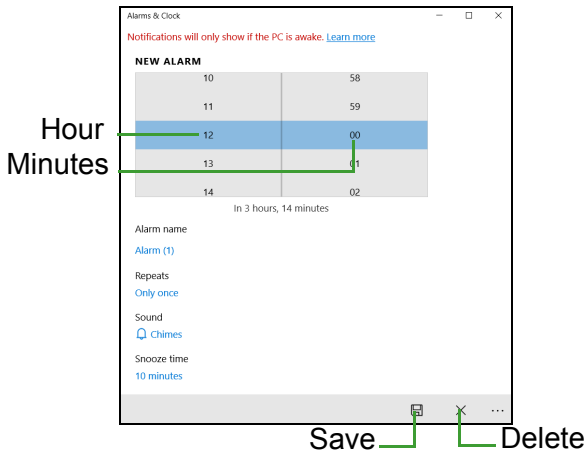 Alarms & Clock
Notifications will only show if the PC is awake. Learn more
NEW ALARM
10 58
11 59
Hour 12 00
Minutes
13 01
14 02
In 3 hours, 14 minutes
Alarm name
Alarm (1)
Repeats
Only once
Sound
Chimes
Snooze time
10 minutes
Save Delete